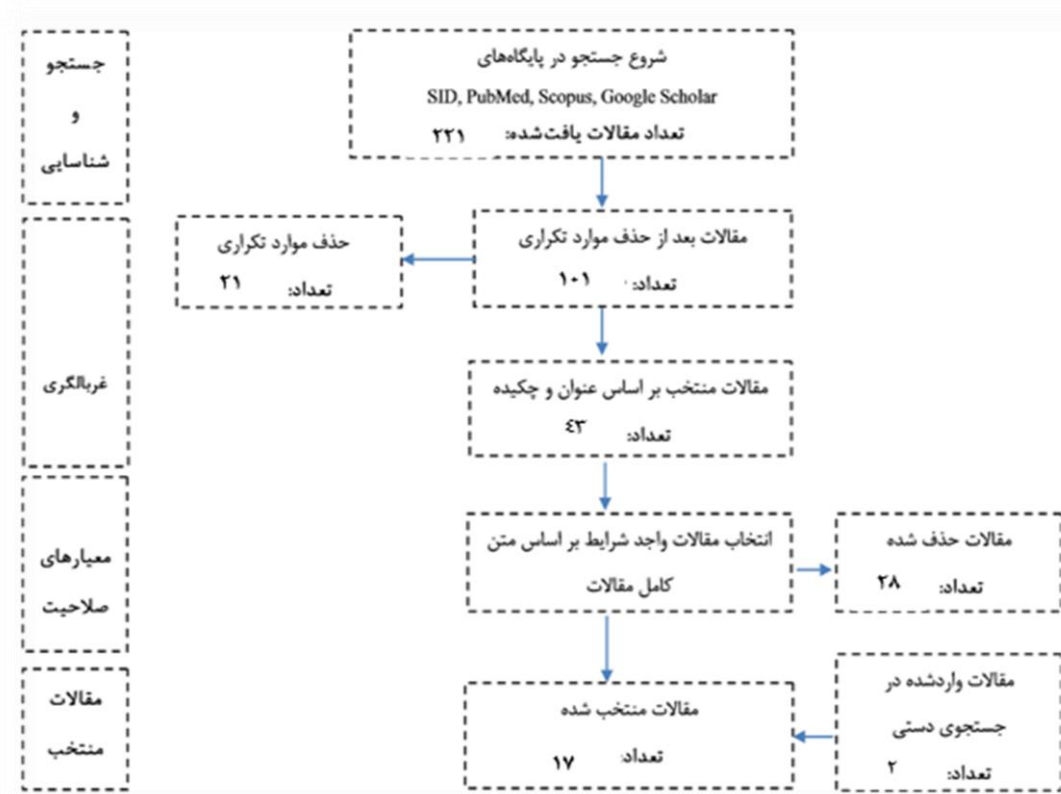 جستجو
و
شناسایی
شروع جستجو در پایگاه‌های
SID, PubMed, Scopus, Google Scholar
تعداد مقالات یافت‌شده: ۲۲۱
غربالگری
مقالات بعد از حذف موارد تکراری
تعداد: ۱۰۱
حذف موارد تکراری
تعداد: ۲۱
مقالات منتخب بر اساس عنوان و چکیده
تعداد: ٤٣
معیارهای
صلاحیت
انتخاب مقالات واجد شرایط بر اساس متن
کامل مقالات
مقالات حذف شده
تعداد: ۲۸
مقالات
منتخب
مقالات منتخب شده
تعداد: ۱۷
مقالات واردشده در
جستجوی دستی
تعداد: ۲